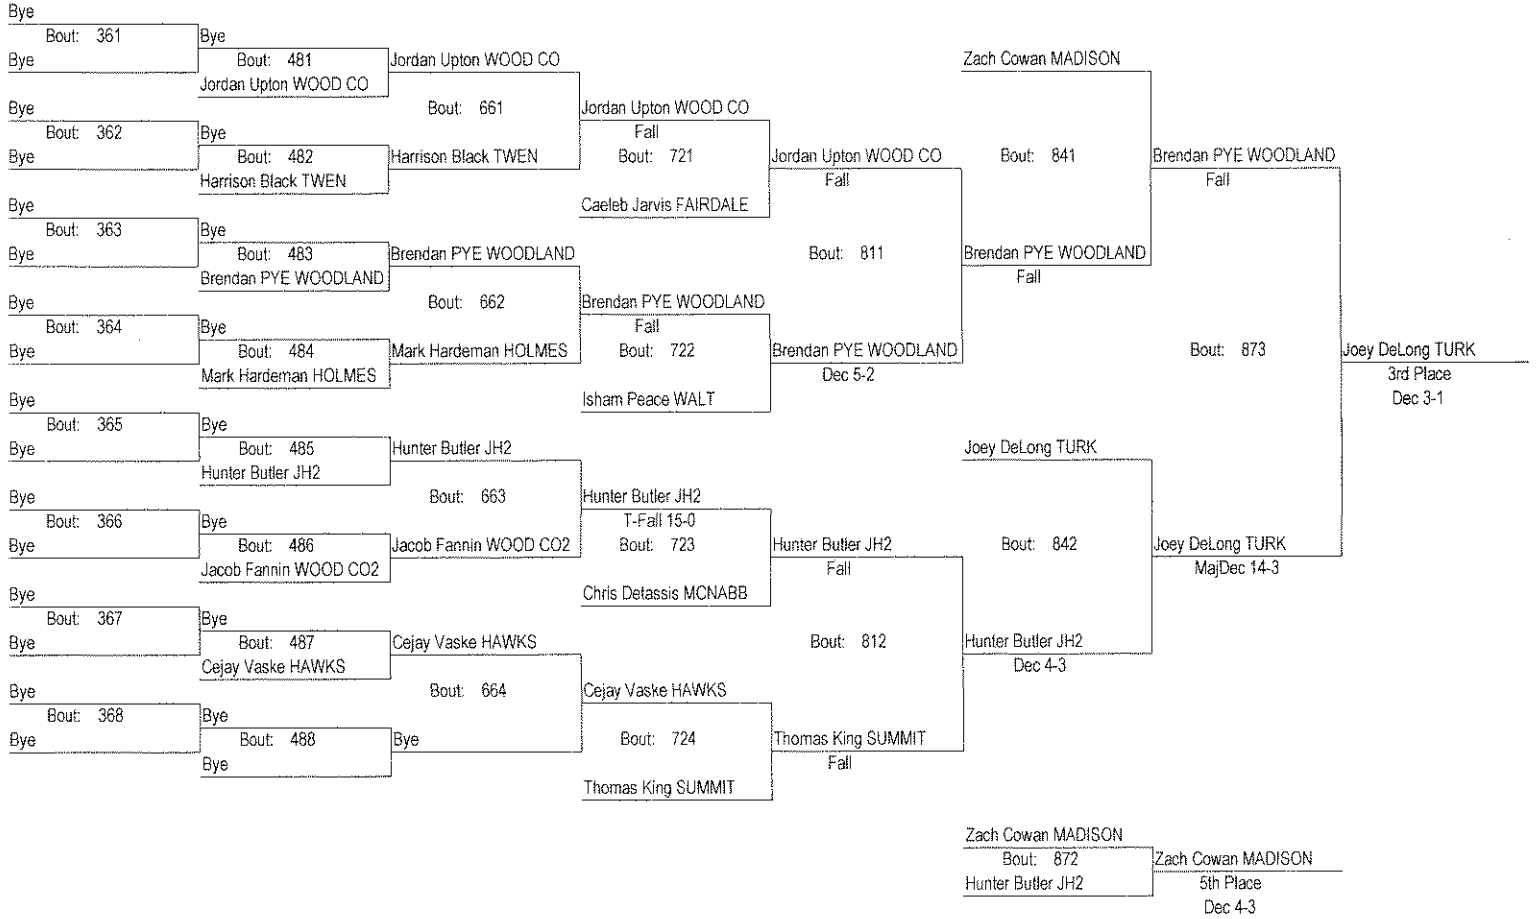 Bye
Bout: 361
Bye
Bye
Bout: 481
Jordan Upton WOOD CO
Jordan Upton WOOD CO
Bye
Bout: 362
Bye
Bye
Bout: 482
Harrison Black TWEN
Bout: 661
Harrison Black TWEN
Jordan Upton WOOD CO
Fall
Bout: 721
Caeleb Jarvis FAIRDALE
Jordan Upton WOOD CO
Fall
Bye
Bout: 363
Bye
Bye
Bout: 483
Brendan PYE WOODLAND
Brendan PYE WOODLAND
Bye
Bout: 364
Bye
Bye
Bout: 484
Mark Hardeman HOLMES
Bout: 662
Mark Hardeman HOLMES
Brendan PYE WOODLAND
Fall
Bout: 722
Isham Peace WALT
Bout: 811
Brendan PYE WOODLAND
Dec 5-2
Zach Cowan MADISON
Bout: 841
Brendan PYE WOODLAND
Fall
Brendan PYE WOODLAND
Fall
Bye
Bout: 365
Bye
Bye
Bout: 485
Hunter Butler JH2
Hunter Butler JH2
Bye
Bout: 366
Bye
Bye
Bout: 486
Jacob Fannin WOOD CO2
Bout: 663
Jacob Fannin WOOD CO2
Hunter Butler JH2
T-Fall 15-0
Bout: 723
Chris Detassis MCNABB
Hunter Butler JH2
Fall
Bye
Bout: 367
Bye
Bye
Bout: 487
Cejay Vaske HAWKS
Cejay Vaske HAWKS
Bye
Bout: 368
Bye
Bye
Bout: 488
Bye
Bout: 664
Bye
Cejay Vaske HAWKS
Bout: 724
Thomas King SUMMIT
Bout: 812
Thomas King SUMMIT
Fall
Joey DeLong TURK
Bout: 842
Hunter Butler JH2
Dec 4-3
Joey DeLong TURK
MajDec 14-3
Bout: 873
Joey DeLong TURK
3rd Place
Dec 3-1
Zach Cowan MADISON
Bout: 872
Hunter Butler JH2
Zach Cowan MADISON
5th Place
Dec 4-3